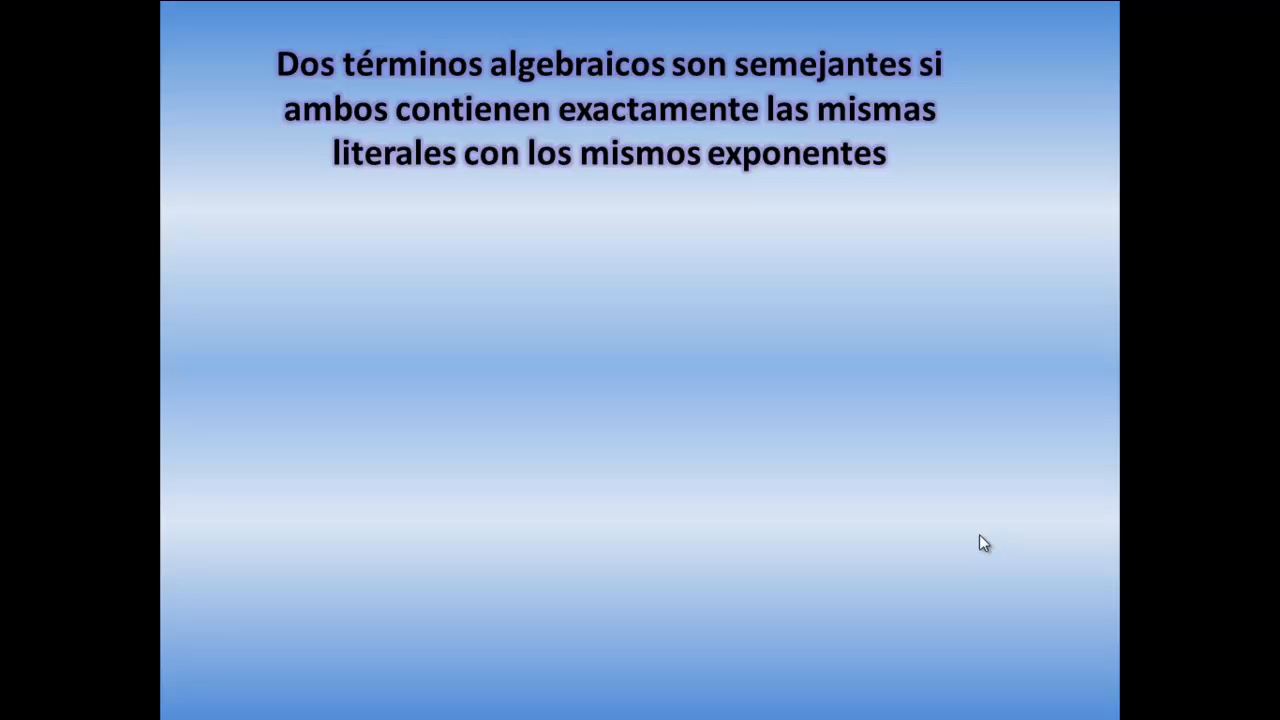 Dos términos algebraicos son semejantes si
ambos contienen exactamente las mismas
literales con los mismos exponentes